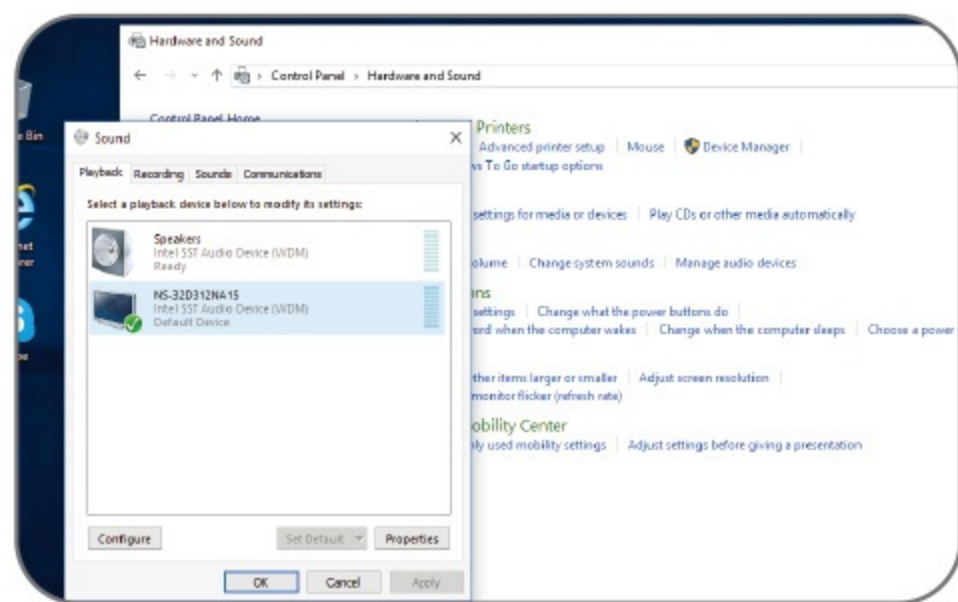 Hardware and Sound
Control Panel > Hardware and Sound
Control Panel Home
Sound
Playback Recording Sounds Communications
Select a playback device below to modify its settings:
Speakers
Intel SST Audio Device (WDM)
Ready
NS-32D312NA15
Intel SST Audio Device (WDM)
Default Device
Configure Set Default Properties
OK Cancel Apply
Printers
Advanced printer setup Mouse Device Manager
To Go startup options
settings for media or devices Play CDs or other media automatically
Change system sounds Manage audio devices
settings Change what the power buttons do
when the computer wakes Change when the computer sleeps Choose a power
items larger or smaller Adjust screen resolution
monitor flicker (refresh rate)
Center
used mobility settings Adjust settings before giving a presentation
Bin